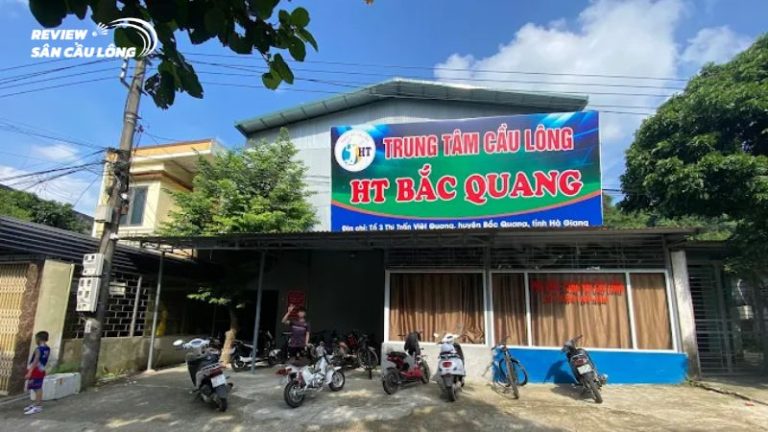 REVIEW
SÂN CẦU LÔNG
HT
TRUNG TÂM CẦU LÔNG
HT BẮC QUANG
Địa chỉ: Tổ 3 Thị Trấn Việt Quang, huyện Bắc Quang, tỉnh Hà Giang